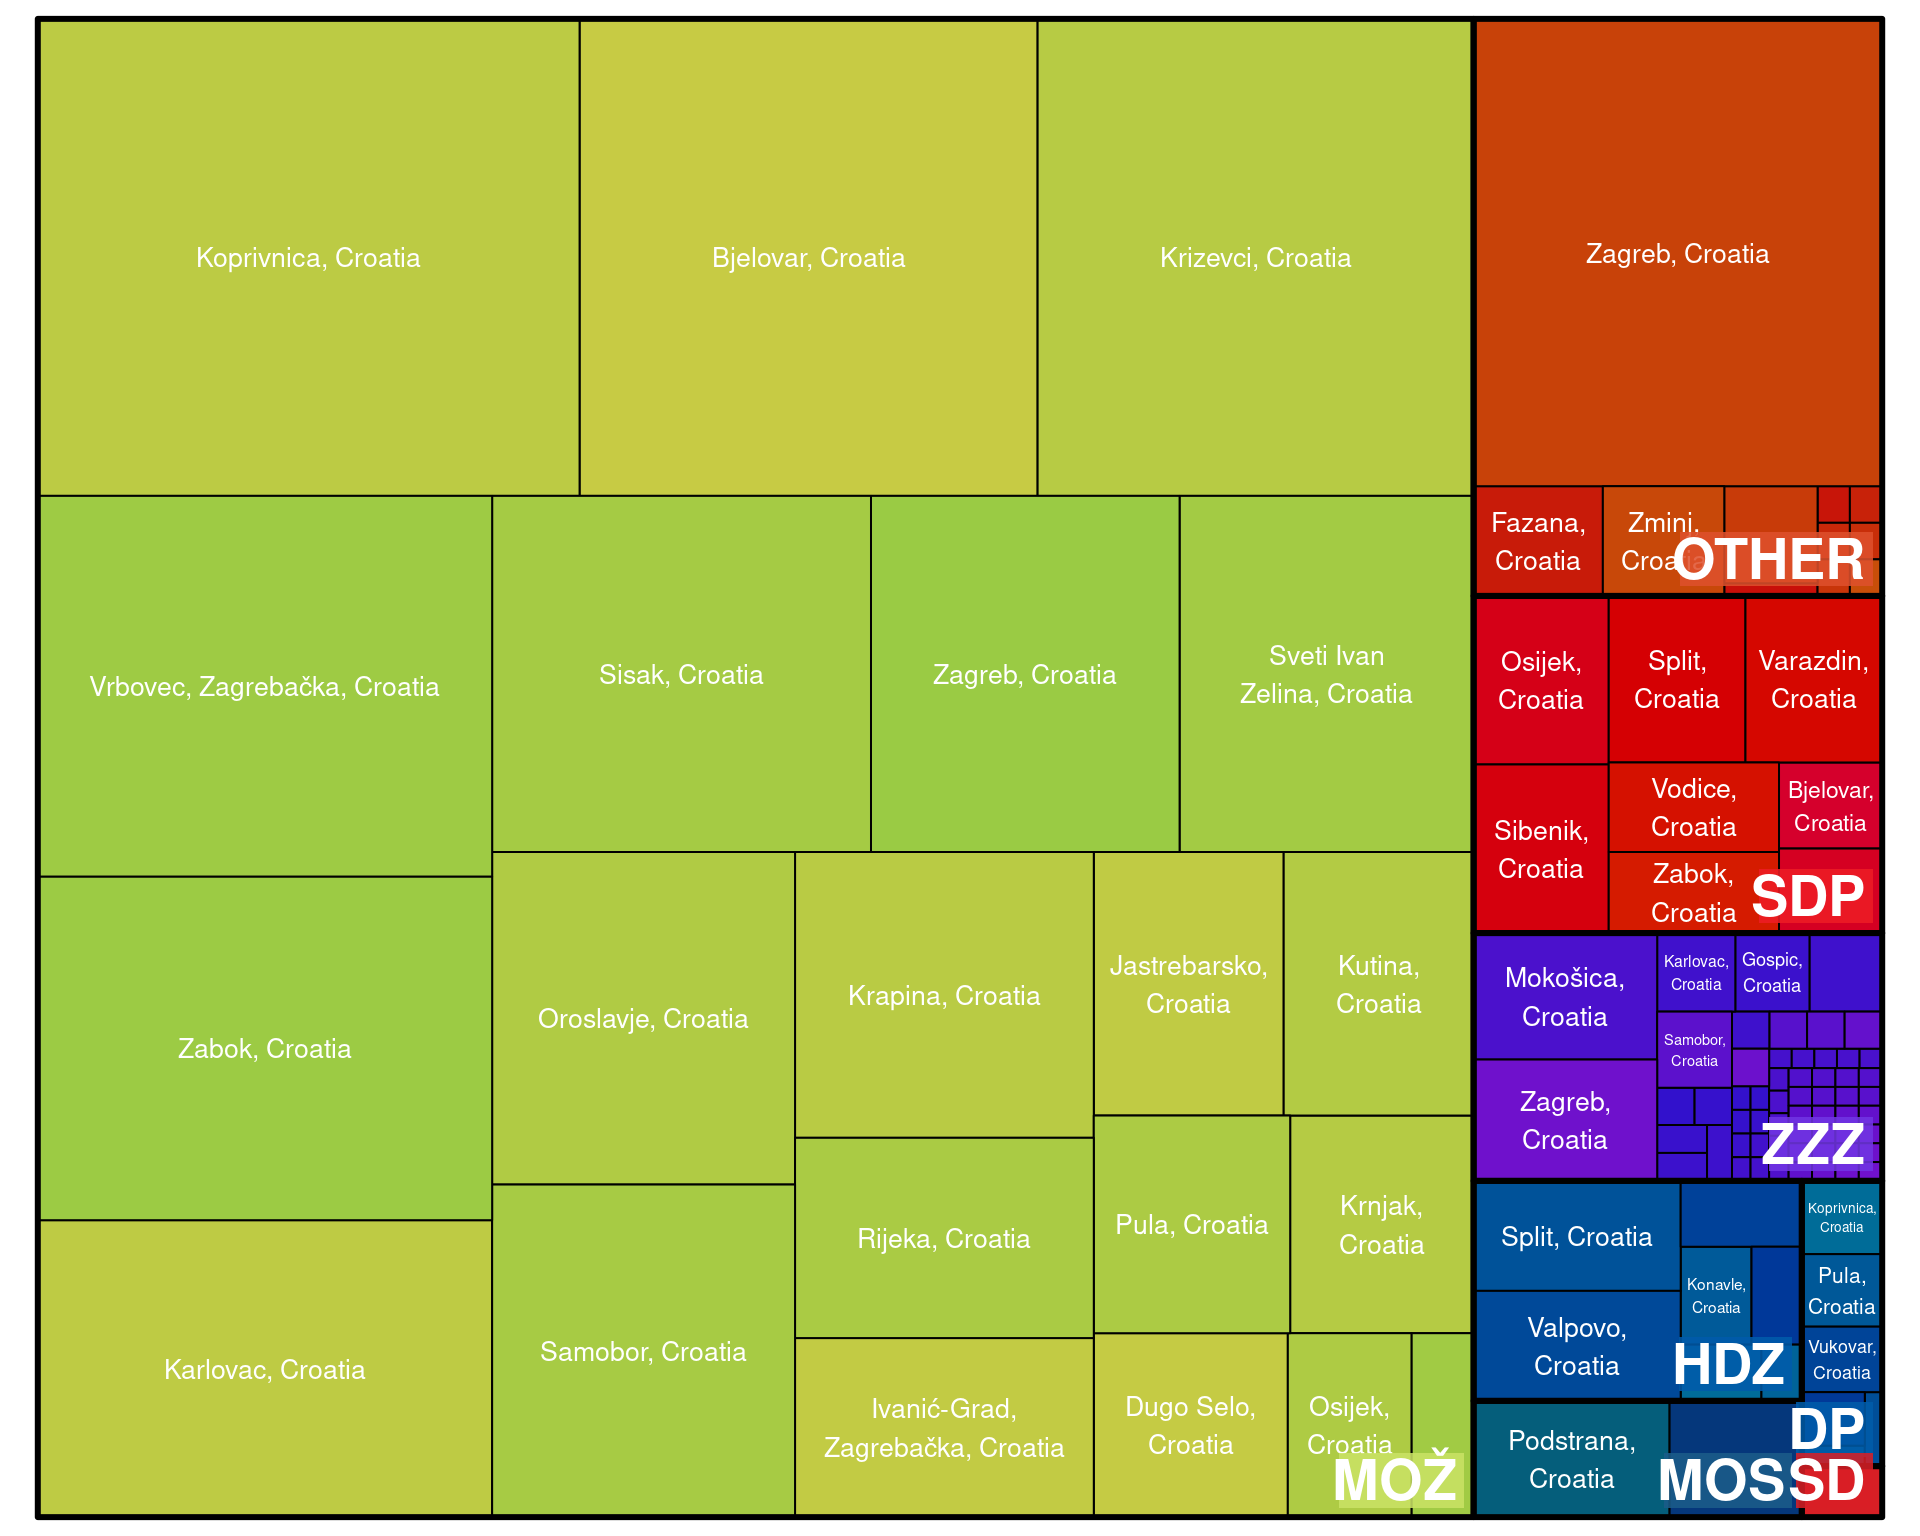 Koprivnica, Croatia
Bjelovar, Croatia
Krizevci, Croatia
Vrbovec, Zagrebačka, Croatia
Sisak, Croatia
Zagreb, Croatia
Sveti Ivan
Zelina, Croatia
Zabok, Croatia
Karlovac, Croatia
Oroslavje, Croatia
Samobor, Croatia
Krapina, Croatia
Rijeka, Croatia
Ivanić-Grad,
Zagrebačka, Croatia
Jastrebarsko,
Croatia
Kutina,
Croatia
Pula, Croatia
Krnjak,
Croatia
Dugo Selo,
Croatia
Osijek,
Croatia
MOŽ
Zagreb, Croatia
Fazana,
Croatia
Zmini,
Croatia
OTHER
Osijek,
Croatia
Split,
Croatia
Varazdin,
Croatia
Sibenik,
Croatia
Vodice,
Croatia
Bjelovar,
Croatia
Zabok,
Croatia
SDP
Mokošica,
Croatia
Karlovac,
Croatia
Gospic,
Croatia
Samobor,
Croatia
Zagreb,
Croatia
ZZZ
Split, Croatia
Konavle,
Croatia
Valpovo,
Croatia
HDZ
Koprivnica,
Croatia
Pula,
Croatia
Vukovar,
Croatia
DP
Podstrana,
Croatia
MOS
SD